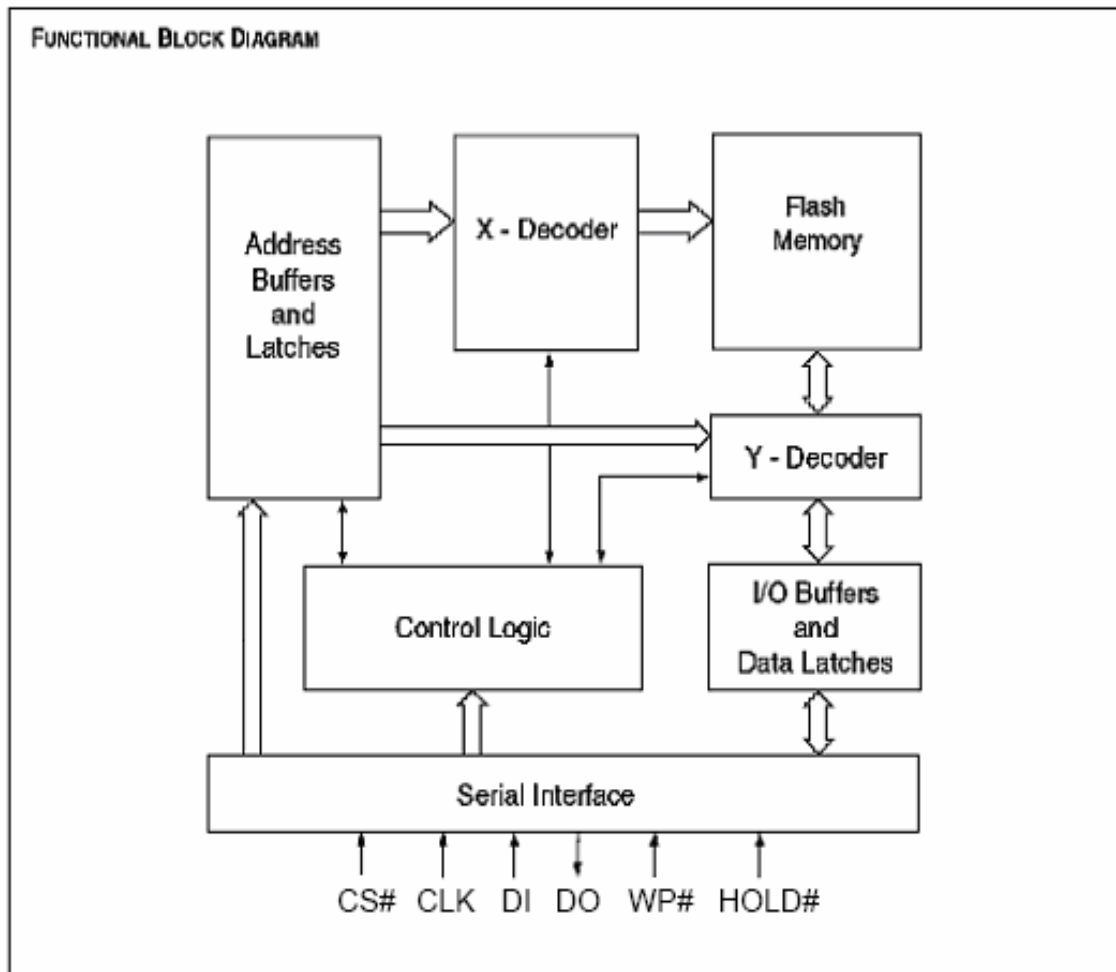 FUNCTIONAL BLOCK DIAGRAM
Address
Buffers
and
Latches
X - Decoder
Flash
Memory
Y - Decoder
Control Logic
I/O Buffers
and
Data Latches
Serial Interface
CS# CLK DI DO WP# HOLD#